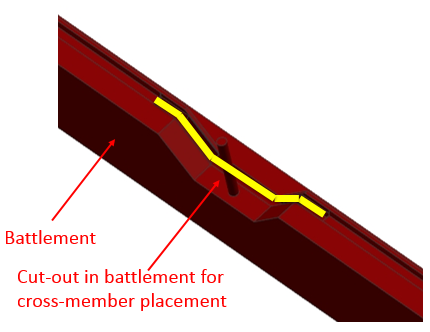 Battlement
Cut-out in battlement for
cross-member placement